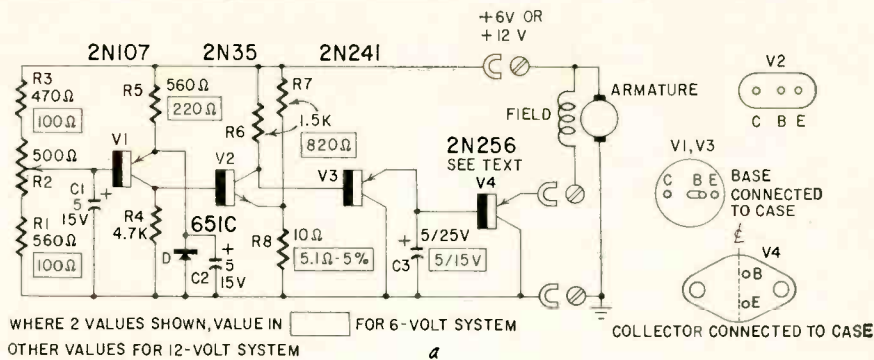 +6V OR
+12 V
2N107 2N35 2N241
R3
470Ω
100Ω
R5
560Ω
220Ω
R7
R6
1.5K
820Ω
ARMATURE
FIELD
V2
C B E
V1
500Ω
R2
C1
5
15V
R1
560Ω
100Ω
R4
4.7K
V2
651C
D
C2
+
5
15V
V3
R8
10Ω
5.1Ω-5%
2N256
SEE TEXT
V4
+
5/25V
5/15V
C3
V1, V3
C B E
BASE
CONNECTED
TO CASE
℄
V4
B
E
COLLECTOR CONNECTED TO CASE
WHERE 2 VALUES SHOWN, VALUE IN FOR 6-VOLT SYSTEM
OTHER VALUES FOR 12-VOLT SYSTEM
a